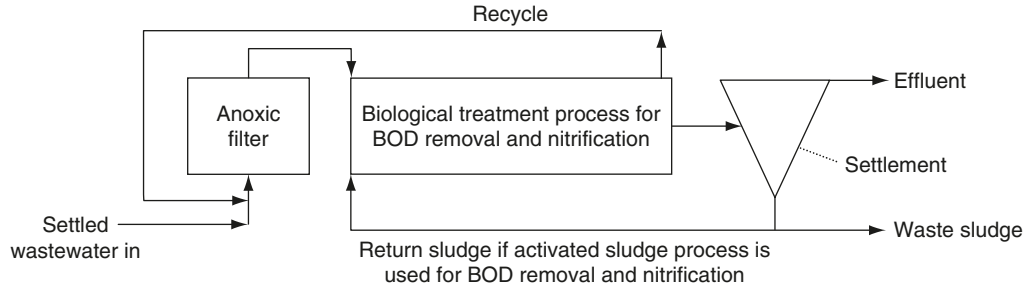 Recycle
Anoxic
filter
Biological treatment process for
BOD removal and nitrification
Effluent
Settlement
Settled
wastewater in
Waste sludge
Return sludge if activated sludge process is
used for BOD removal and nitrification